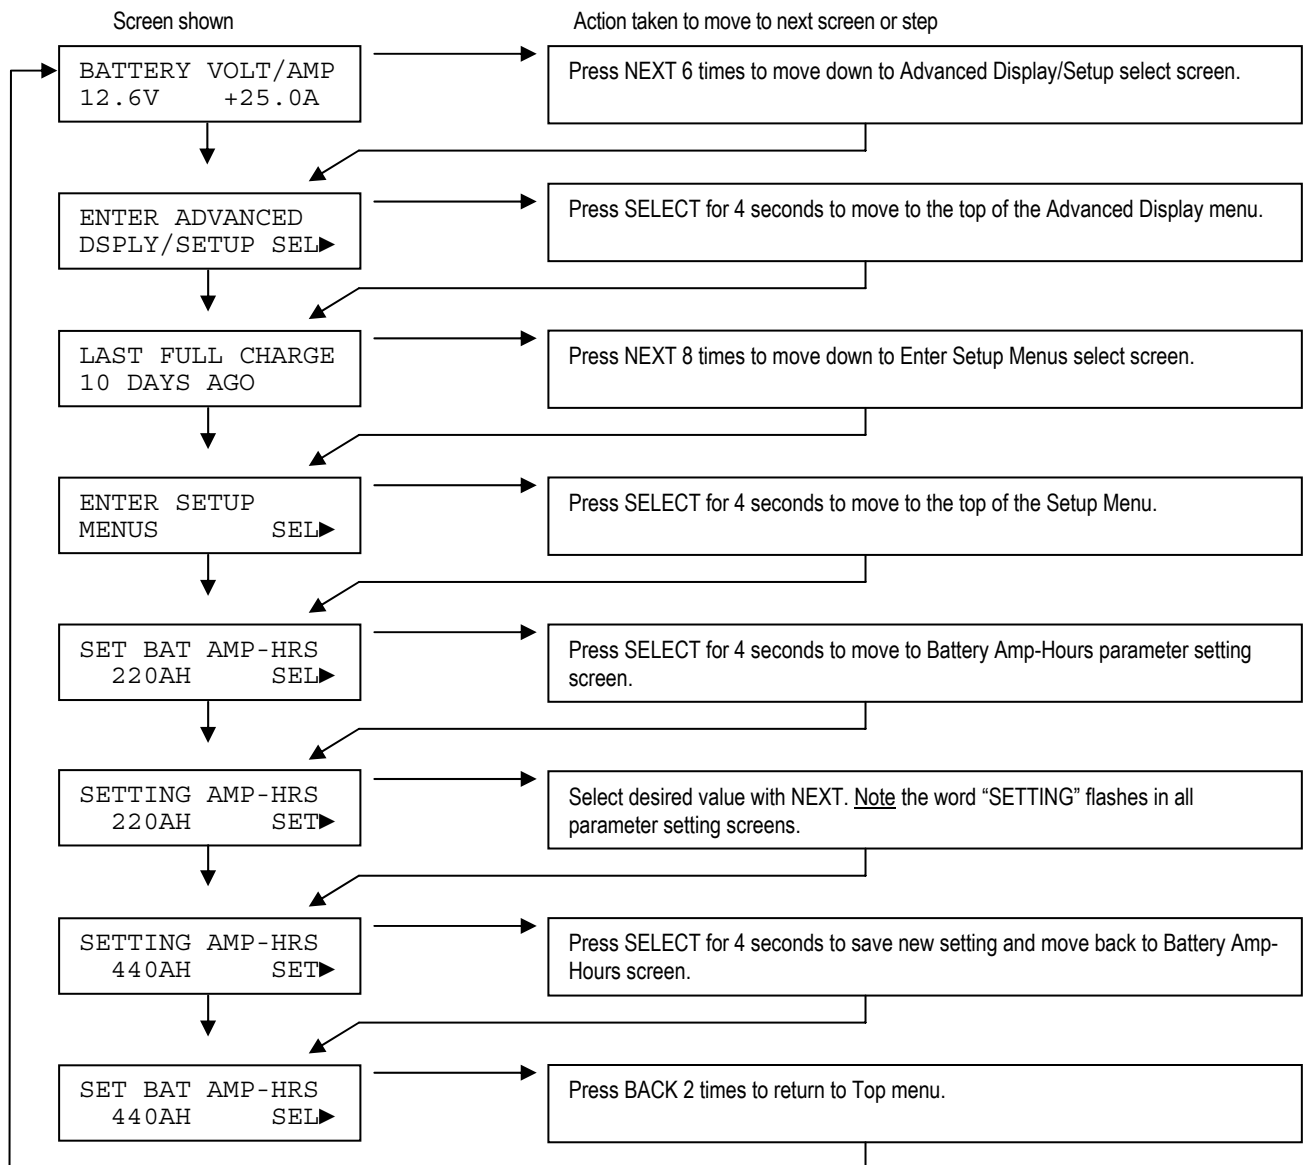 Screen shown
Action taken to move to next screen or step
BATTERY VOLT/AMP
12.6V +25.0A
Press NEXT 6 times to move down to Advanced Display/Setup select screen.
ENTER ADVANCED
DSPLY/SETUP SEL►
Press SELECT for 4 seconds to move to the top of the Advanced Display menu.
LAST FULL CHARGE
10 DAYS AGO
Press NEXT 8 times to move down to Enter Setup Menus select screen.
ENTER SETUP
MENUS SEL►
Press SELECT for 4 seconds to move to the top of the Setup Menu.
SET BAT AMP-HRS
220AH SEL►
Press SELECT for 4 seconds to move to Battery Amp-Hours parameter setting
screen.
SETTING AMP-HRS
220AH SET►
Select desired value with NEXT. Note the word “SETTING” flashes in all
parameter setting screens.
SETTING AMP-HRS
440AH SET►
Press SELECT for 4 seconds to save new setting and move back to Battery Amp-
Hours screen.
SET BAT AMP-HRS
440AH SEL►
Press BACK 2 times to return to Top menu.